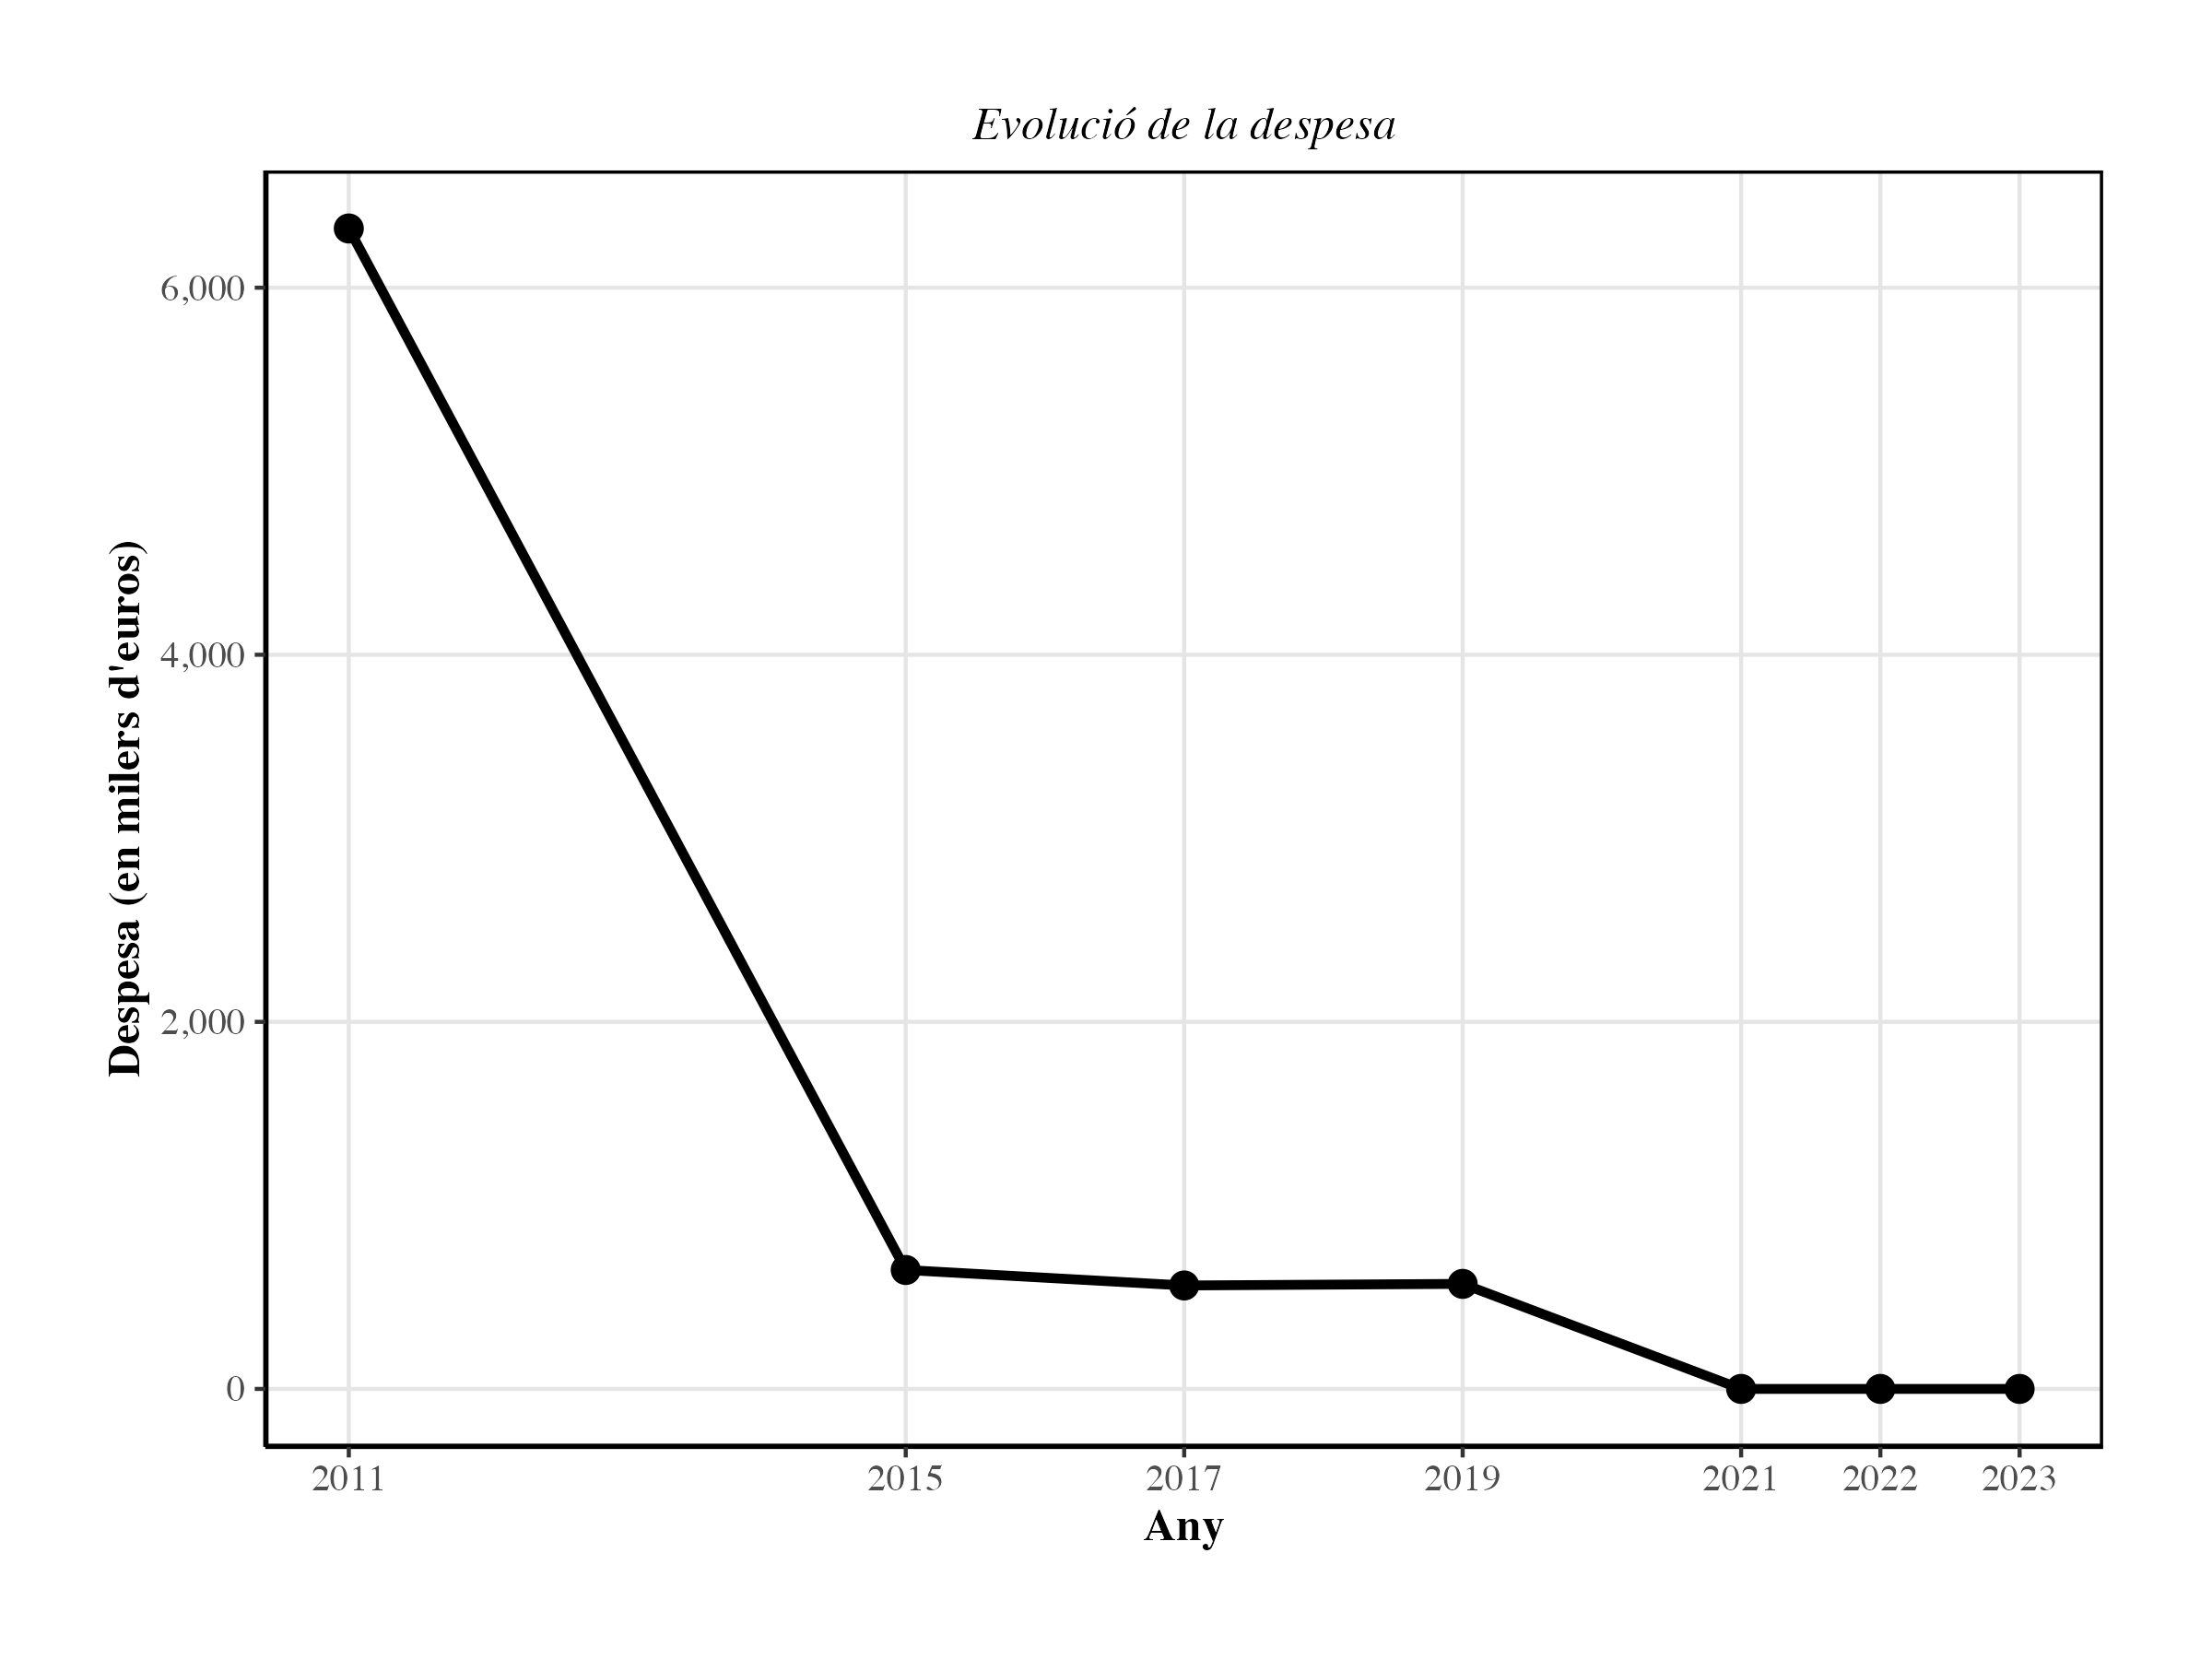 Evolució de la despesa
Despesa (en milers d'euros)
6,000
4,000
2,000
0
2011 2015 2017 2019 2021 2022 2023
Any